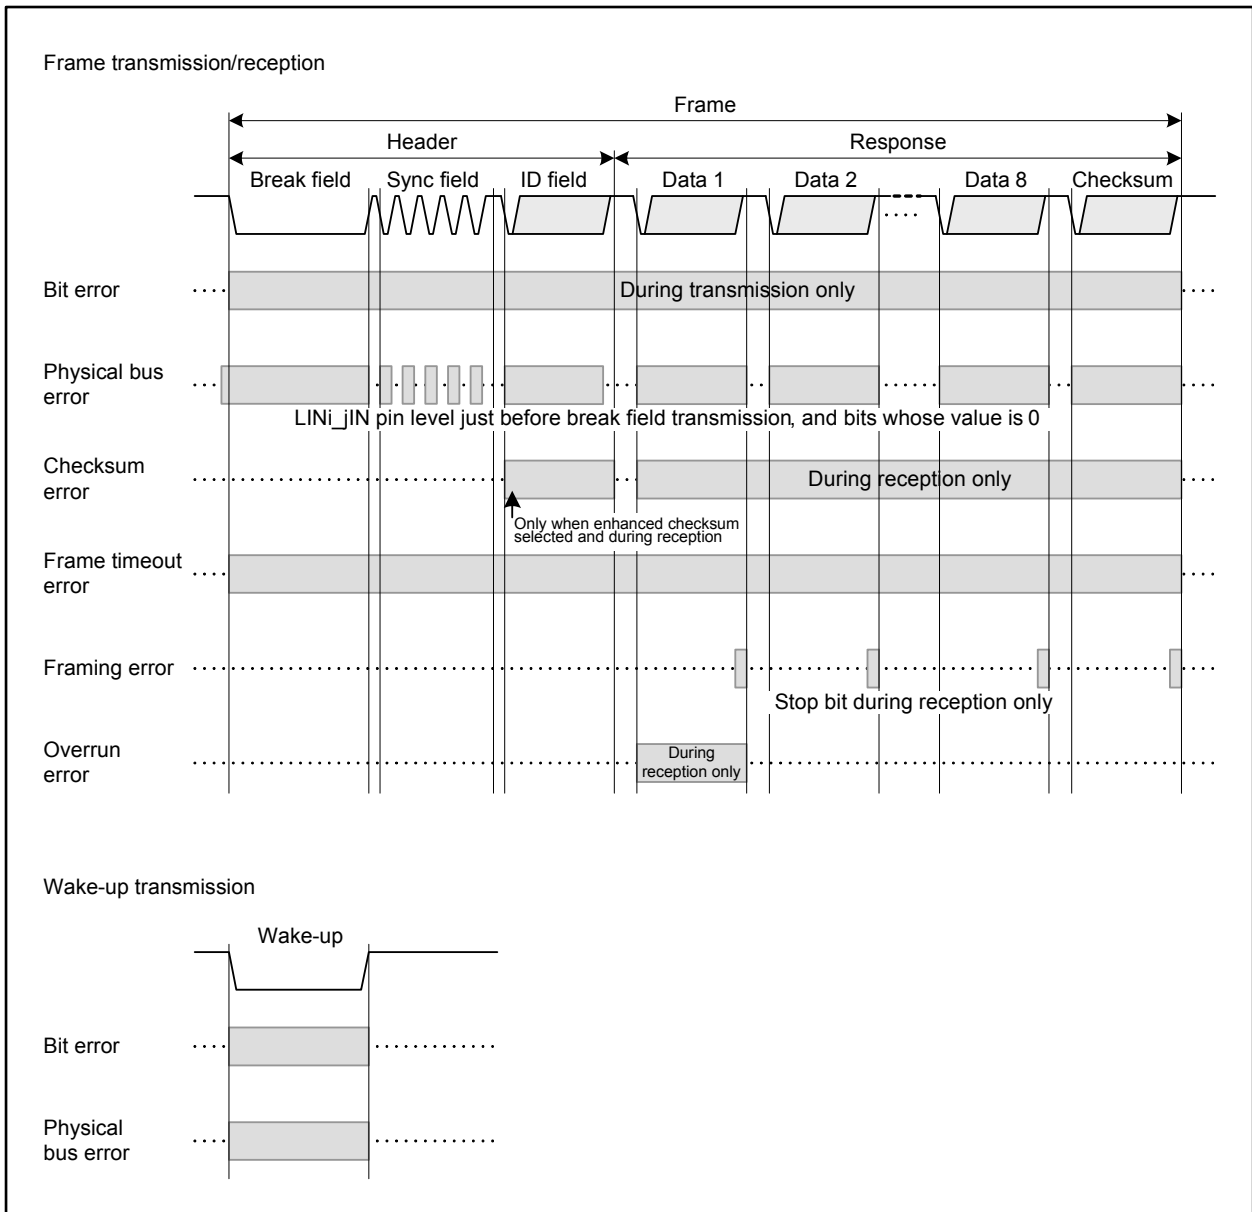 Frame transmission/reception
Frame
Header
Response
Break field
Sync field
ID field
Data 1
Data 2
Data 8
Checksum
Bit error
During transmission only
Physical bus
error
LINi_jIN pin level just before break field transmission, and bits whose value is 0
Checksum
error
During reception only
Only when enhanced checksum
selected and during reception
Frame timeout
error
Framing error
Stop bit during reception only
Overrun
error
During
reception only
Wake-up transmission
Wake-up
Bit error
Physical
bus error